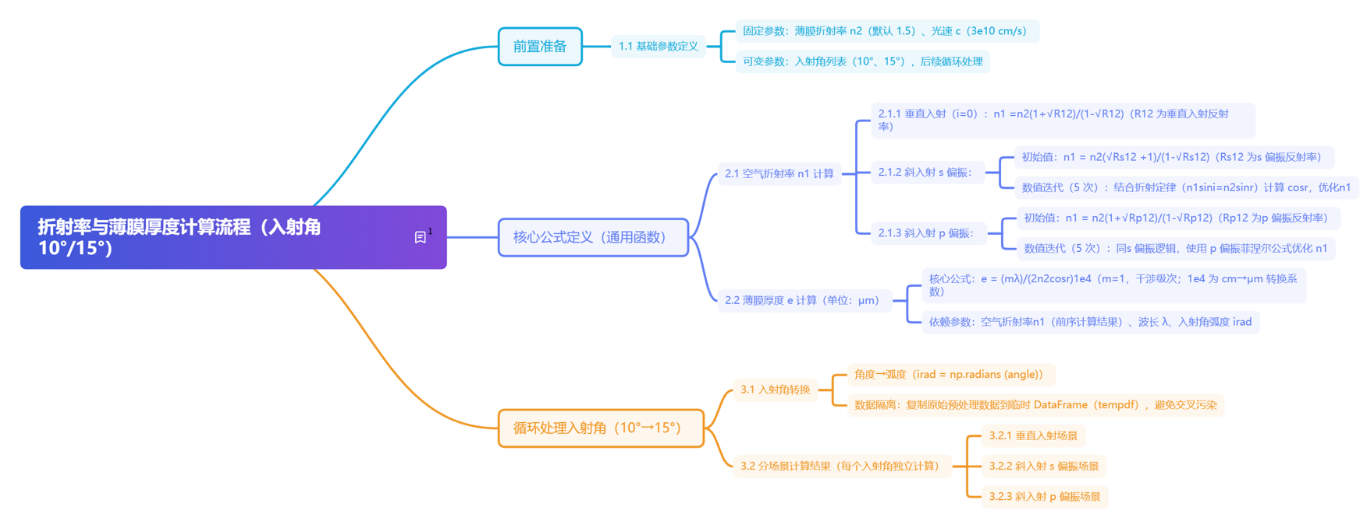 折射率与薄膜厚度计算流程（入射角
10°/15°）
1
前置准备
1.1 基础参数定义
固定参数：薄膜折射率 n2（默认 1.5）、光速 c（3e10 cm/s）
可变参数：入射角列表（10°、15°），后续循环处理
核心公式定义（通用函数）
2.1 空气折射率 n1 计算
2.1.1 垂直入射（i=0）：n1 =n2(1+√R12)/(1-√R12)（R12 为垂直入射反射
率）
2.1.2 斜入射 s 偏振：
初始值：n1 = n2(√Rs12 +1)/(1-√Rs12)（Rs12 为s 偏振反射率）
数值迭代（5 次）：结合折射定律（n1sini=n2sinr）计算 cosr，优化n1
2.1.3 斜入射 p 偏振：
初始值：n1 = n2(1+√Rp12)/(1-√Rp12)（Rp12 为p 偏振反射率）
数值迭代（5 次）：同s 偏振逻辑，使用 p 偏振菲涅尔公式优化 n1
2.2 薄膜厚度 e 计算（单位：μm）
核心公式：e = (mλ)/(2n2cosr)1e4（m=1，干涉级次；1e4 为 cm→μm 转换系
数）
依赖参数：空气折射率n1（前序计算结果）、波长 λ、入射角弧度 irad
循环处理入射角（10°→15°）
3.1 入射角转换
角度→弧度（irad = np.radians (angle)）
数据隔离：复制原始预处理数据到临时 DataFrame（tempdf），避免交叉污染
3.2 分场景计算结果（每个入射角独立计算）
3.2.1 垂直入射场景
3.2.2 斜入射 s 偏振场景
3.2.3 斜入射 p 偏振场景